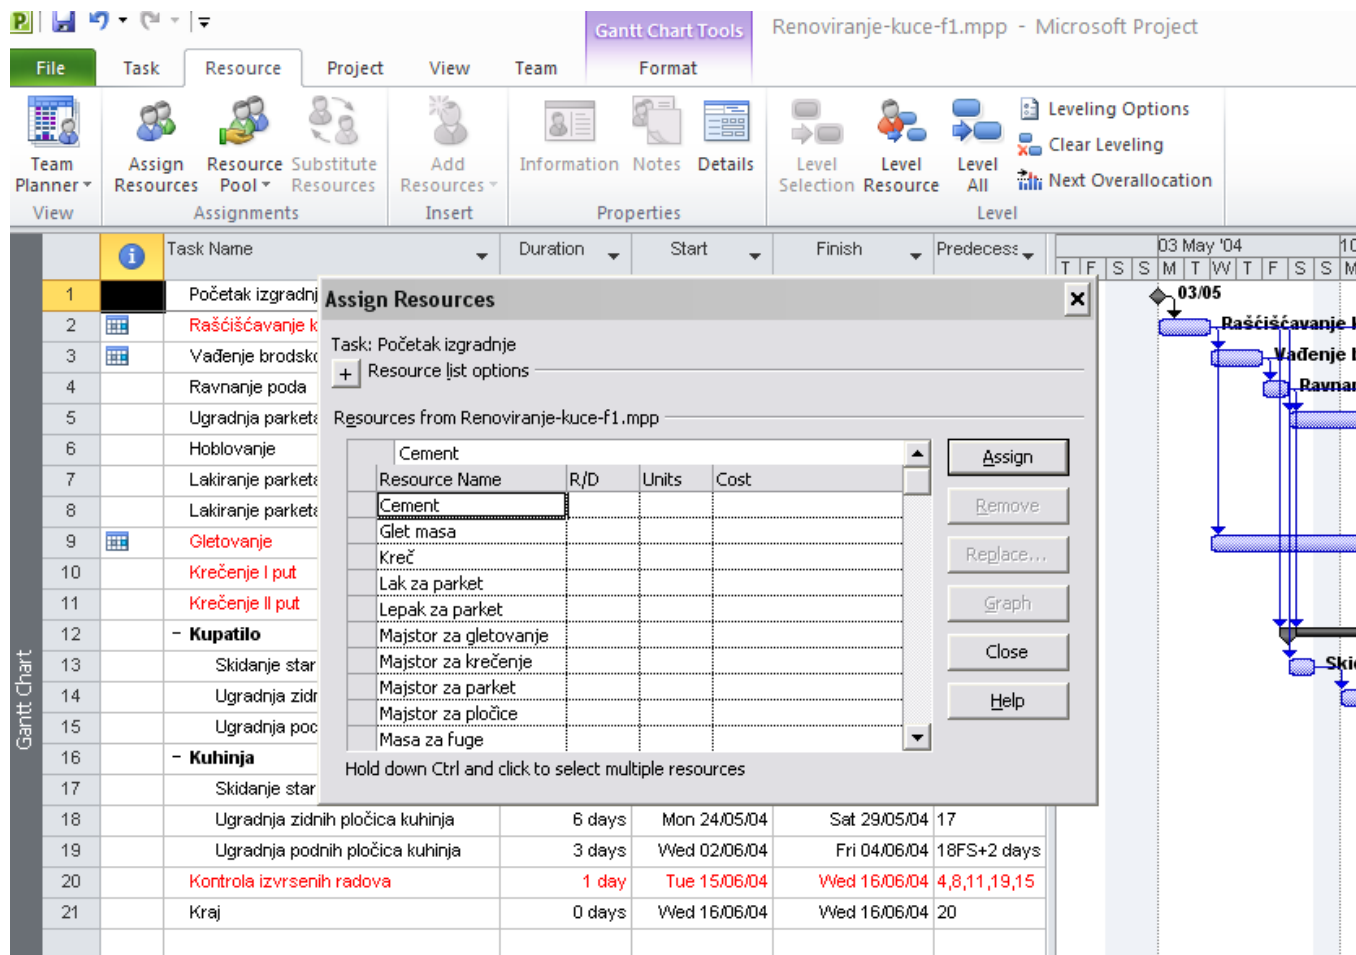 Gantt Chart Tools
Renoviranje-kuce-f1.mpp - Microsoft Project
File Task Resource Project View Team Format
Team Planner
Assign Resources
Resource Pool
Substitute Resources
Add Resources
Information
Notes
Details
Level Selection
Level Resource
Level All
Leveling Options
Clear Leveling
Next Overallocation
View Assignments Insert Properties Level
Task Name Duration Start Finish Predecess
03 May '04 10
T F S S M T W T F S S M
1 Početak izgradnj
03/05
2 Rašćišćavanje k
Rašćišćavanje
3 Vađenje brodsko
Vađenje
4 Ravnanje poda
Ravnan
5 Ugradnja parketa
6 Hoblovanje
7 Lakiranje parketa
8 Lakiranje parketa
9 Gletovanje
10 Krečenje I put
11 Krečenje II put
12 - Kupatilo
13 Skidanje star
Skid
14 Ugradnja zidn
15 Ugradnja pod
16 - Kuhinja
17 Skidanje star
18 Ugradnja zidnih pločica kuhinja 6 days Mon 24/05/04 Sat 29/05/04 17
19 Ugradnja podnih pločica kuhinja 3 days Wed 02/06/04 Fri 04/06/04 18FS+2 days
20 Kontrola izvrsenih radova 1 day Tue 15/06/04 Wed 16/06/04 4,8,11,19,15
21 Kraj 0 days Wed 16/06/04 Wed 16/06/04 20
Gantt Chart
Assign Resources
Task: Početak izgradnje
+ Resource list options
Resources from Renoviranje-kuce-f1.mpp
Cement
Resource Name R/D Units Cost
Cement
Glet masa
Kreč
Lak za parket
Lepak za parket
Majstor za gletovanje
Majstor za krečenje
Majstor za parket
Majstor za pločice
Masa za fuge
Assign
Remove
Replace...
Graph
Close
Help
Hold down Ctrl and click to select multiple resources